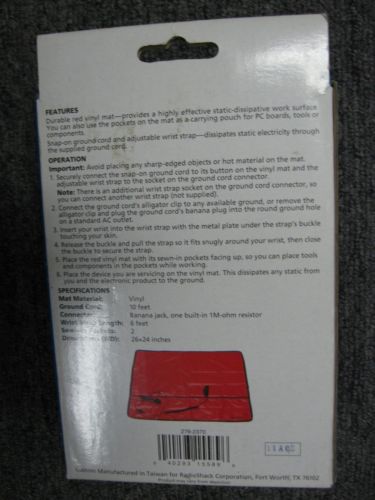 FEATURES
Durable red vinyl mat—provides a highly effective static-dissipative work surface
You can also use the pockets on the mat as a carrying pouch for PC boards, tools or
components.
Snap-on ground cord and adjustable wrist strap—dissipates static electricity through
the supplied ground cord.
OPERATION
Important: Avoid placing any sharp-edged objects or hot material on the mat.
1. Securely connect the snap-on ground cord to its button on the vinyl mat and the
adjustable wrist strap to the socket on the ground cord connector.
Note: There is an additional wrist strap socket on the ground cord connector, so
you can connect another wrist strap (not supplied).
2. Connect the ground cord's alligator clip to any available ground, or remove the
alligator clip and plug the ground cord's banana plug into the round ground hole
on a standard AC outlet.
3. Insert your wrist into the wrist strap with the metal plate under the strap's buckle
touching your skin.
4. Release the buckle and pull the strap so it fits snugly around your wrist, then close
the buckle to secure the strap.
5. Place the red vinyl mat with its sewn-in pockets facing up, so you can place tools
and components in the pockets while working.
6. Place the device you are servicing on the vinyl mat. This dissipates any static from
you and the electronic product to the ground.
SPECIFICATIONS
Mat Material: Vinyl
Ground Cord: 10 feet
Connector: Banana jack, one built-in 1M-ohm resistor
Wrist Strap Length: 6 feet
Sewn-in Pockets: 2
26×24 inches
276-2370
Custom Manufactured in Taiwan for RadioShack Corporation, Fort Worth, TX 76102